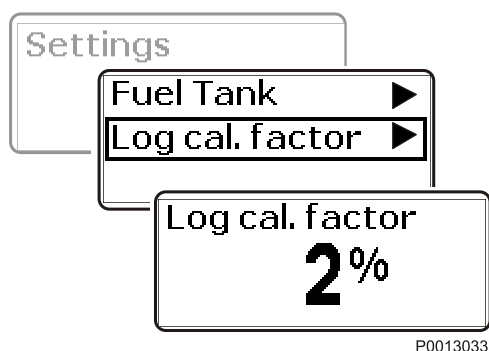 Settings
Fuel Tank
Log cal. factor
Log cal. factor
2%
P0013033